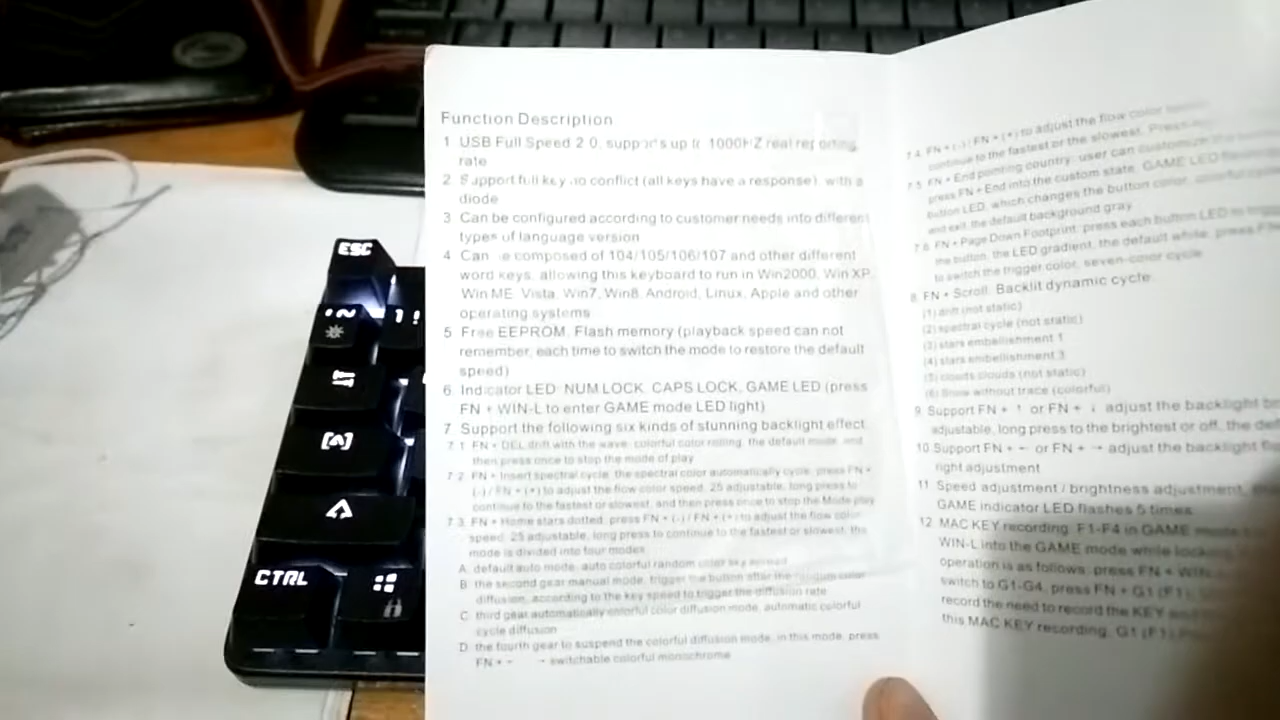 ESC
1 !
CTRL
Function Description
1 USB Full Speed 2.0, up 1000HZ real
rate
2 Support full key conflict (all keys have a response), with a
diode
3 Can be configured according to customer needs into different
types of language version
4 Can composed of 104/105/106/107 and other different
word keys, allowing this keyboard to run in Win2000, Win XP,
Win ME, Vista, Win7, Win8, Android, Linux, Apple and other
operating systems
5 Free EEPROM, Flash memory (playback speed can not
remember, each time to switch the mode to restore the default
speed)
6 Indicator LED NUM LOCK, CAPS LOCK, GAME LED (press
FN + WIN-L to enter GAME mode LED light)
7 Support the following six kinds of stunning backlight effect
7.1 FN + DEL drift with the wave: colorful color rolling, the default mode, and
then press once to stop the mode of play
7.2 FN + Insert spectral cycle: the spectral color automatically cycle, press FN +
(-) / FN + (+) to adjust the flow color speed, 25 adjustable, long press to
continue to the fastest or slowest, and then press once to stop the Mode play
7.3 FN + Home stars dotted: press FN + (-) / FN + (+) to adjust the flow color
speed, 25 adjustable, long press to continue to the fastest or slowest, the
mode is divided into four modes
A. default auto mode, auto colorful random color key spread
B. the second gear manual mode, trigger the button after the random color
diffusion, according to the key speed to trigger the diffusion rate
C. third gear automatically colorful color diffusion mode, automatic colorful
cycle diffusion
D. the fourth gear to suspend the colorful diffusion mode, in this mode, press
FN + ← → switchable colorful monochrome
7.4 FN + (-) / FN + (+) to adjust the flow color
continue to the fastest or the slowest. Press
7.5 FN + End pointing country: user can customize the
press FN + End into the custom state, GAME LED
button LED, which changes the button color, colorful
and exit, the default background gray
7.6 FN + Page Down Footprint: press each button LED to
the button, the LED gradient, the default white, press
to switch the trigger color, seven-color cycle
8. FN + Scroll. Backlit dynamic cycle.
(1) drift (not static)
(2) spectral cycle (not static)
(3) stars embellishment 1
(4) stars embellishment 3
(5) clouds clouds (not static)
(6) Snow without trace (colorful)
9. Support FN + ↑ or FN + ↓ adjust the backlight
adjustable, long press to the brightest or off, the
10. Support FN + ← or FN + → adjust the backlight
right adjustment
11 Speed adjustment / brightness adjustment,
GAME indicator LED flashes 5 times
12 MAC KEY recording: F1-F4 in GAME
WIN-L into the GAME mode while
operation is as follows: press FN +
switch to G1-G4, press FN + G1 (F1),
record the need to record the KEY and
this MAC KEY recording. G1 (F1)